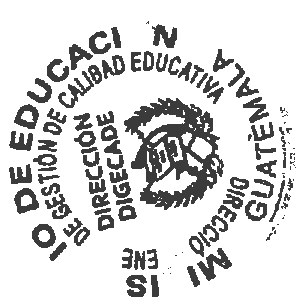 MI IS IO DE EDUCACI N
DIRECCIÓ ENE DE GESTIÓN DE CALIDAD EDUCATIVA
DIRECCIÓN
DIGECADE
GUATEMALA